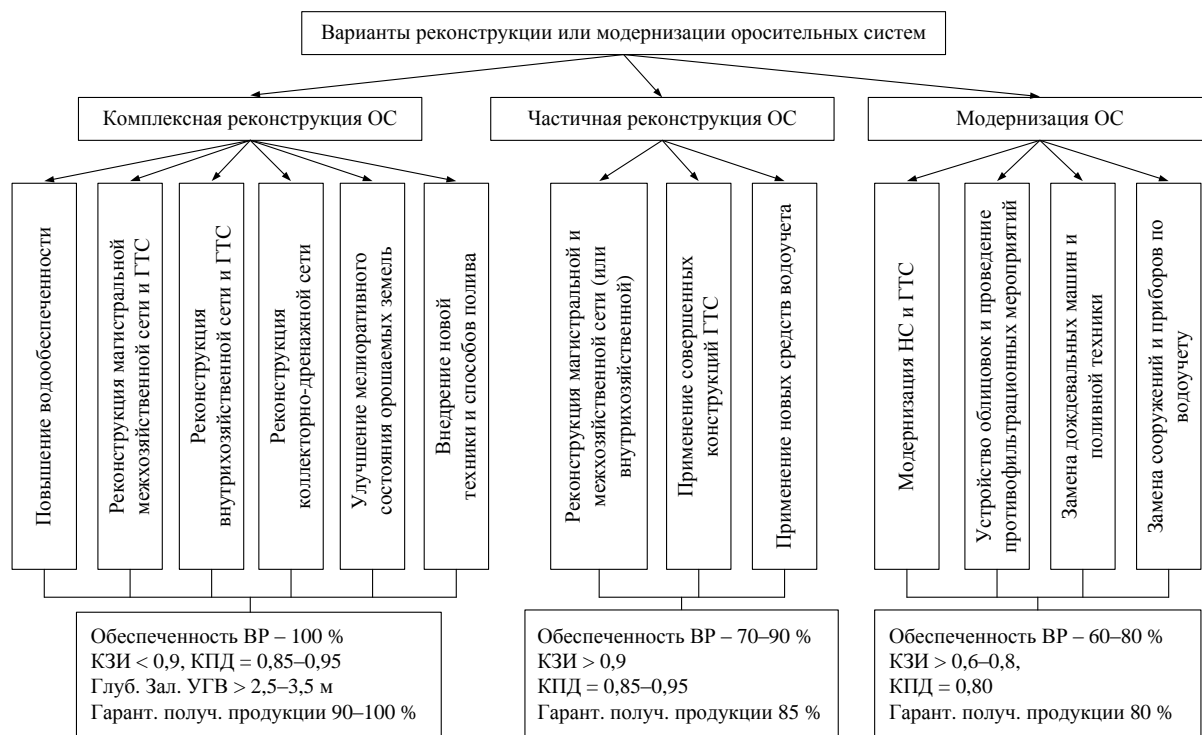 Варианты реконструкции или модернизации оросительных систем
Комплексная реконструкция ОС
Частичная реконструкция ОС
Модернизация ОС
Повышение водообеспеченности
Реконструкция магистральной
межхозяйственной сети и ГТС
Реконструкция
внутрихозяйственной сети и ГТС
Реконструкция
коллекторно-дренажной сети
Улучшение мелиоративного
состояния орошаемых земель
Внедрение новой
техники и способов полива
Реконструкция магистральной и
межхозяйственной сети (или
внутрихозяйственной)
Применение совершенных
конструкций ГТС
Применение новых средств водоучета
Модернизация НС и ГТС
Устройство облицовок и проведение
противофильтрационных мероприятий
Замена дождевальных машин и
поливной техники
Замена сооружений и приборов по
водоучету
Обеспеченность ВР – 100 %
КЗИ < 0,9, КПД = 0,85–0,95
Глуб. Зал. УГВ > 2,5–3,5 м
Гарант. получ. продукции 90–100 %
Обеспеченность ВР – 70–90 %
КЗИ > 0,9
КПД = 0,85–0,95
Гарант. получ. продукции 85 %
Обеспеченность ВР – 60–80 %
КЗИ > 0,6–0,8,
КПД = 0,80
Гарант. получ. продукции 80 %